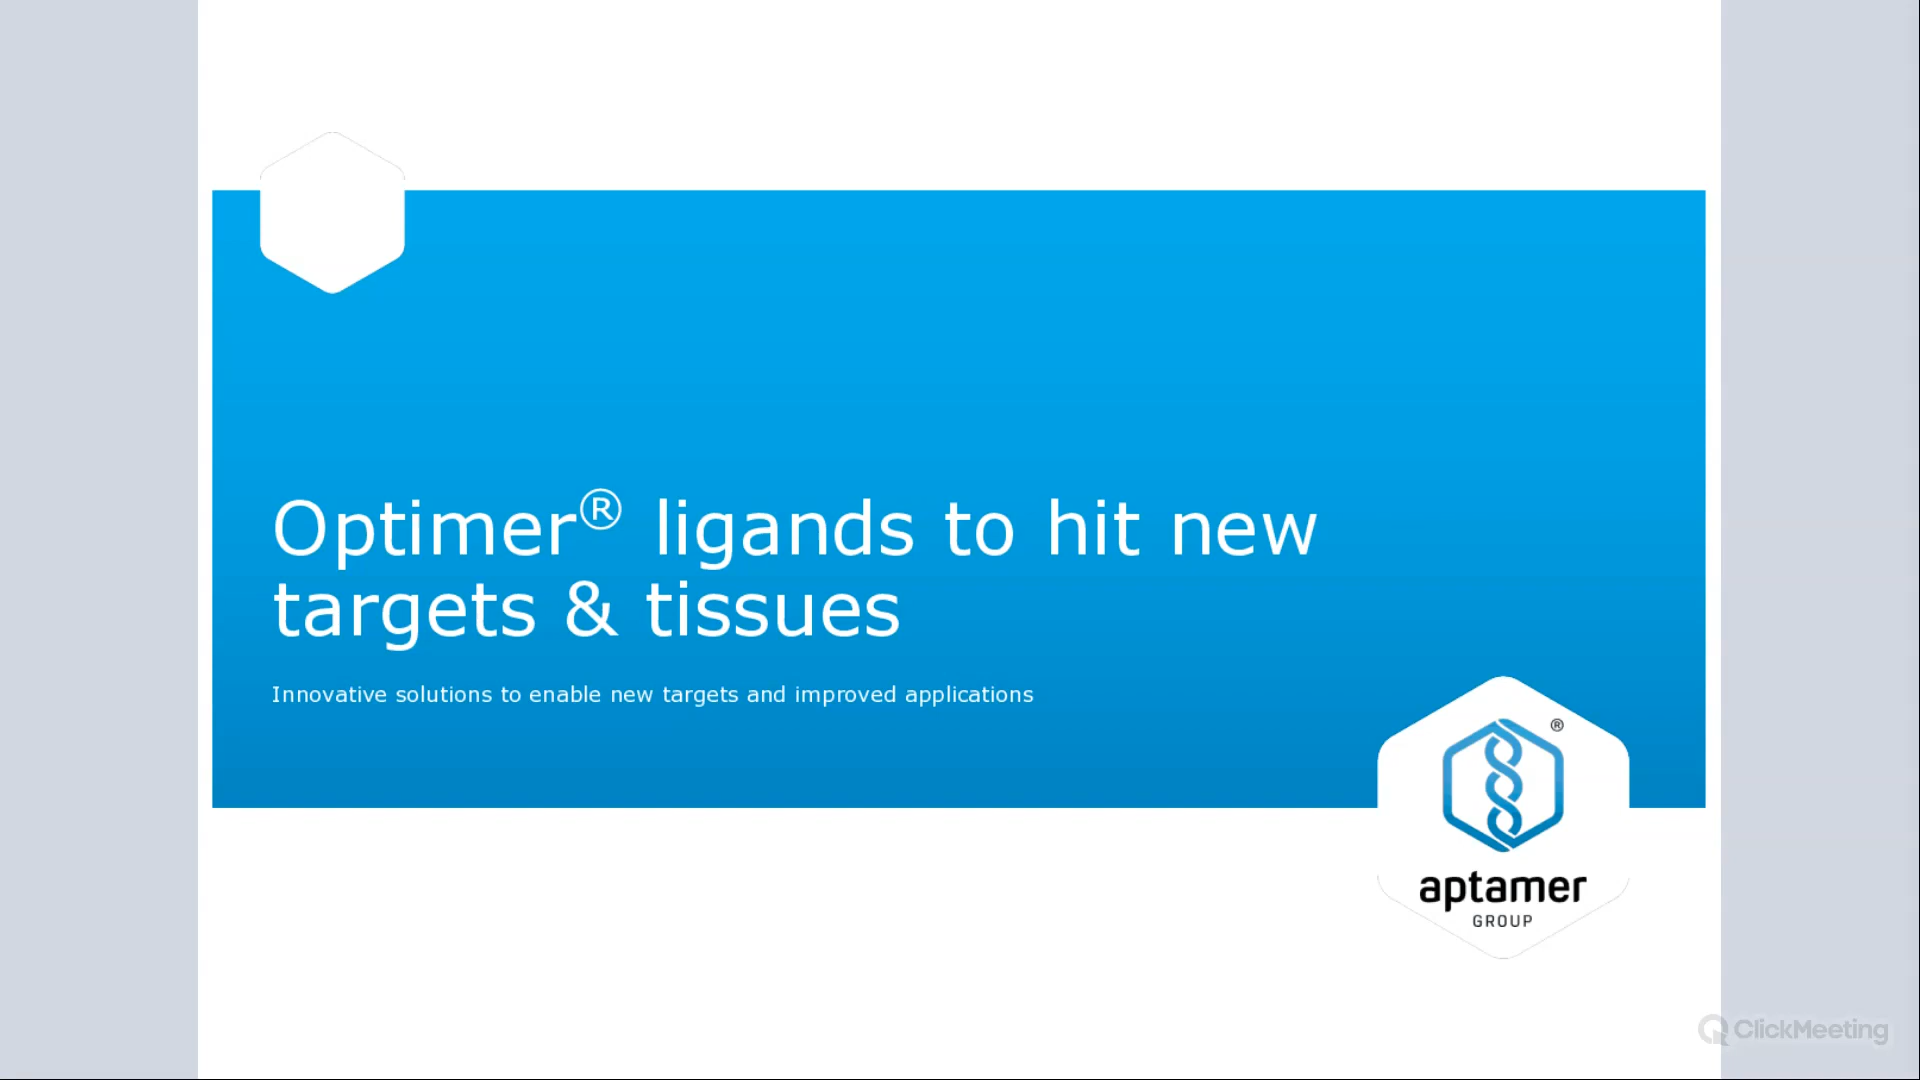 Optimer® ligands to hit new
targets & tissues
Innovative solutions to enable new targets and improved applications
®
aptamer
GROUP
ClickMeeting